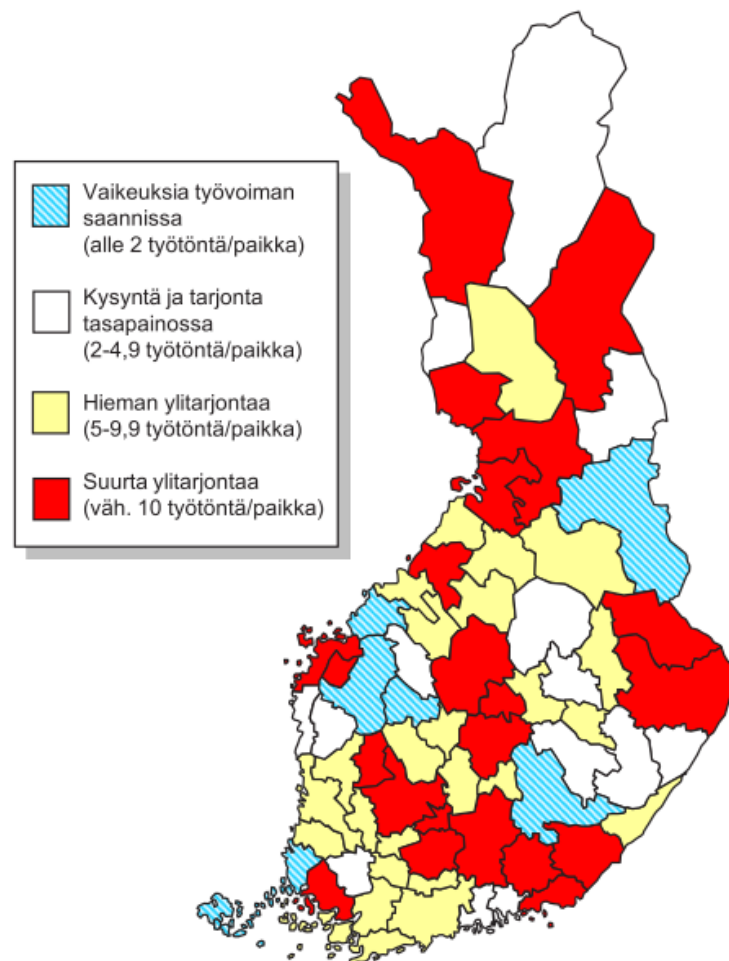 Vaikeuksia työvoiman
saannissa
(alle 2 työtöntä/paikka)
Kysyntä ja tarjonta
tasapainossa
(2-4,9 työtöntä/paikka)
Hieman ylitarjontaa
(5-9,9 työtöntä/paikka)
Suurta ylitarjontaa
(väh. 10 työtöntä/paikka)